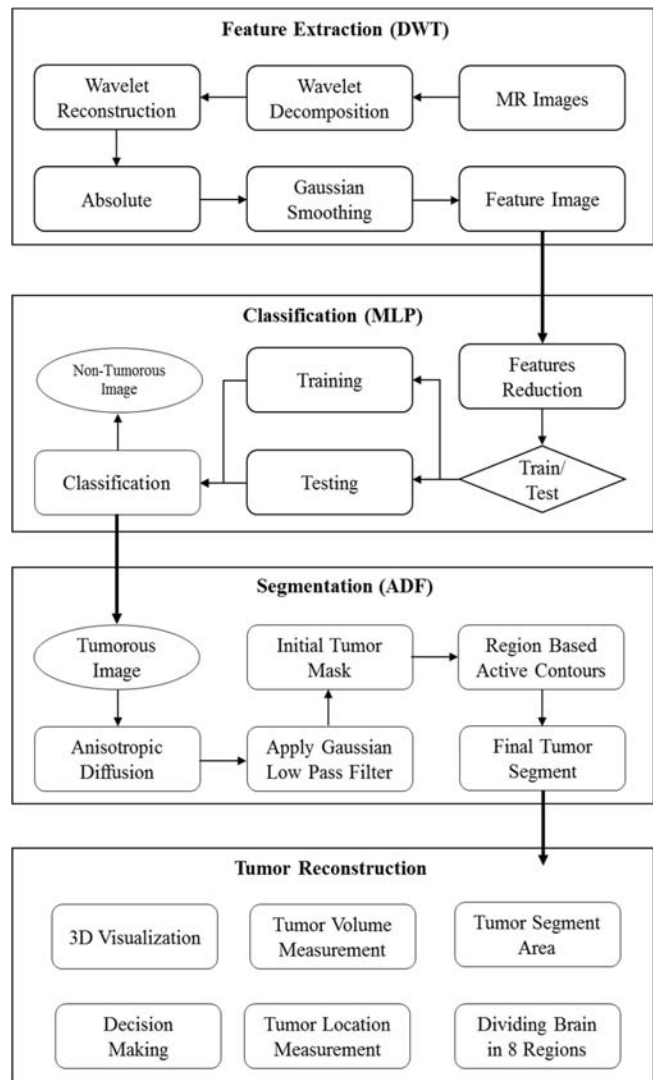 Feature Extraction (DWT)
Wavelet
Reconstruction
Wavelet
Decomposition
MR Images
Absolute
Gaussian
Smoothing
Feature Image
Classification (MLP)
Non-Tumorous
Image
Training
Features
Reduction
Classification
Testing
Train/
Test
Segmentation (ADF)
Tumorous
Image
Initial Tumor
Mask
Region Based
Active Contours
Anisotropic
Diffusion
Apply Gaussian
Low Pass Filter
Final Tumor
Segment
Tumor Reconstruction
3D Visualization
Tumor Volume
Measurement
Tumor Segment
Area
Decision
Making
Tumor Location
Measurement
Dividing Brain
in 8 Regions